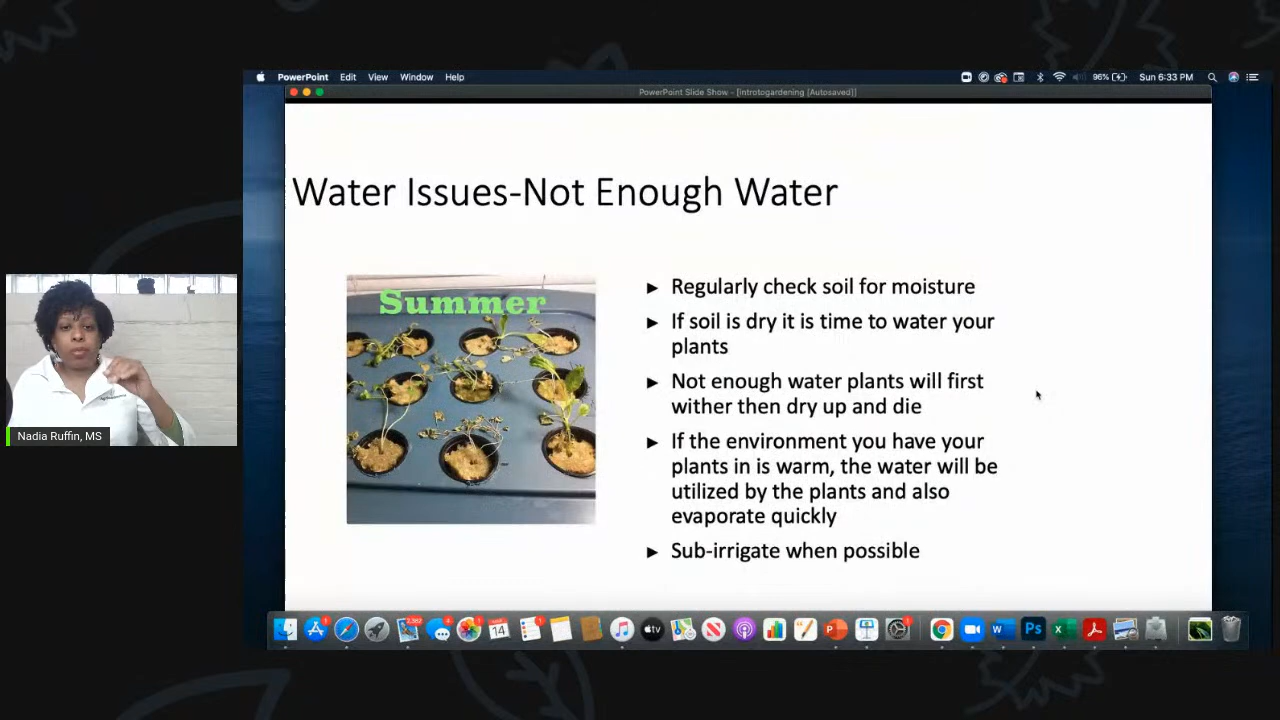 PowerPoint Edit View Window Help
96% Sun 6:33 PM
PowerPoint Slide Show - [introtogardening [Autosaved]]
Water Issues-Not Enough Water
Summer
► Regularly check soil for moisture
► If soil is dry it is time to water your
plants
► Not enough water plants will first
wither then dry up and die
► If the environment you have your
plants in is warm, the water will be
utilized by the plants and also
evaporate quickly
► Sub-irrigate when possible
Nadia Ruffin, MS
14
tv
W
Ps
X